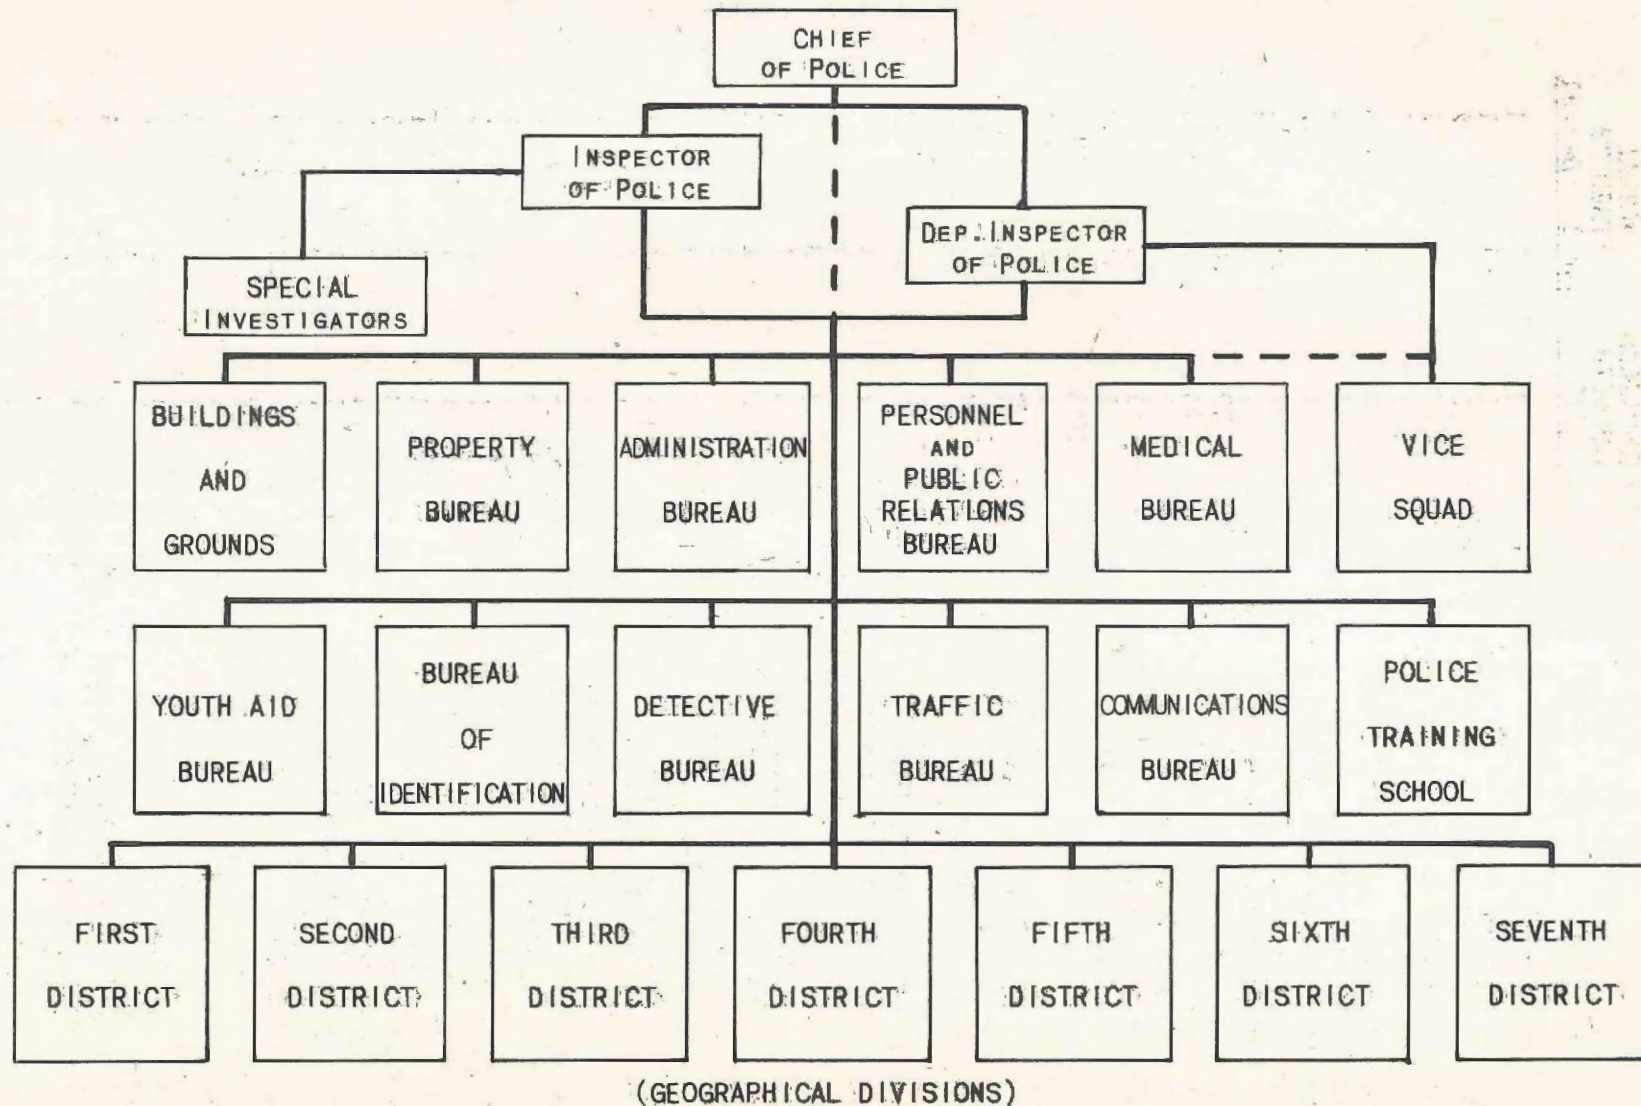 CHIEF
OF POLICE
INSPECTOR
OF POLICE
DEP. INSPECTOR
OF POLICE
SPECIAL
INVESTIGATORS
BUILDINGS
AND
GROUNDS
PROPERTY
BUREAU
ADMINISTRATION
BUREAU
PERSONNEL
AND
PUBLIC
RELATIONS
BUREAU
MEDICAL
BUREAU
VICE
SQUAD
YOUTH AID
BUREAU
BUREAU
OF
IDENTIFICATION
DETECTIVE
BUREAU
TRAFFIC
BUREAU
COMMUNICATIONS
BUREAU
POLICE
TRAINING
SCHOOL
FIRST
DISTRICT
SECOND
DISTRICT
THIRD
DISTRICT
FOURTH
DISTRICT
FIFTH
DISTRICT
SIXTH
DISTRICT
SEVENTH
DISTRICT
(GEOGRAPHICAL DIVISIONS)